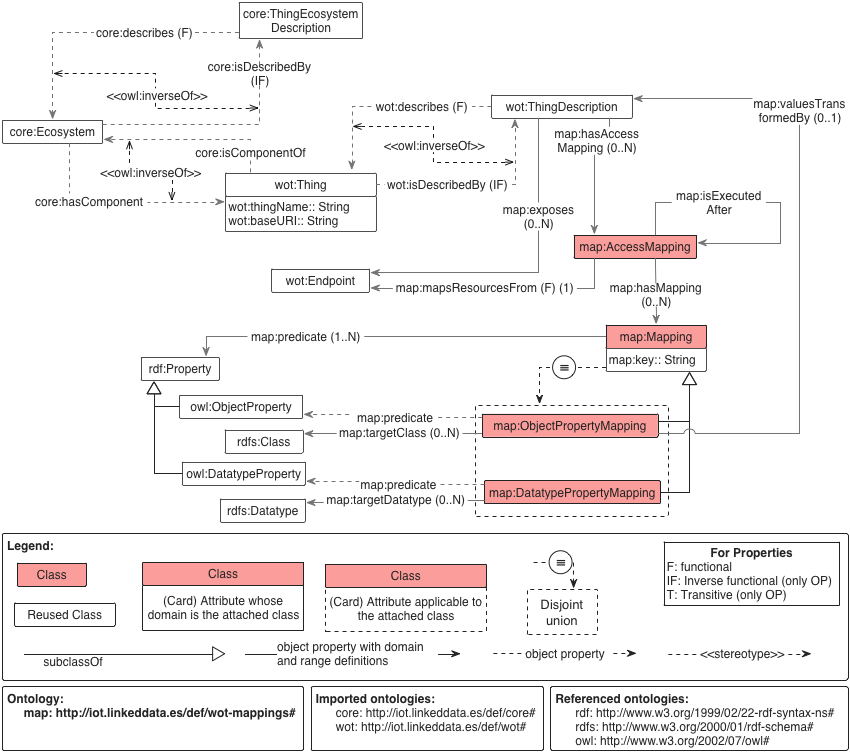 core:ThingEcosystem
Description
core:describes (F)
core:isDescribedBy
(IF)
<<owl:inverseOf>>
core:Ecosystem
core:isComponentOf
<<owl:inverseOf>>
core:hasComponent
wot:Thing
wot:thingName:: String
wot:baseURI:: String
wot:describes (F)
<<owl:inverseOf>>
wot:isDescribedBy (IF)
wot:ThingDescription
map:hasAccess
Mapping (0..N)
map:valuesTrans
formedBy (0..1)
map:isExecuted
After
map:exposes
(0..N)
map:AccessMapping
wot:Endpoint
map:mapsResourcesFrom (F) (1)
map:hasMapping
(0..N)
map:predicate (1..N)
map:Mapping
map:key:: String
rdf:Property
owl:ObjectProperty
map:predicate
map:ObjectPropertyMapping
map:targetClass (0..N)
rdfs:Class
owl:DatatypeProperty
map:predicate
map:DatatypePropertyMapping
map:targetDatatype (0..N)
rdfs:Datatype
Legend:
Class
Reused Class
Class
(Card) Attribute whose
domain is the attached class
Class
(Card) Attribute applicable to
the attached class
Disjoint
union
For Properties
F: functional
IF: Inverse functional (only OP)
T: Transitive (only OP)
subclassOf
object property with domain
and range definitions
object property
<<stereotype>>
Ontology:
map: http://iot.linkeddata.es/def/wot-mappings#
Imported ontologies:
core: http://iot.linkeddata.es/def/core#
wot: http://iot.linkeddata.es/def/wot#
Referenced ontologies:
rdf: http://www.w3.org/1999/02/22-rdf-syntax-ns#
rdfs: http://www.w3.org/2000/01/rdf-schema#
owl: http://www.w3.org/2002/07/owl#